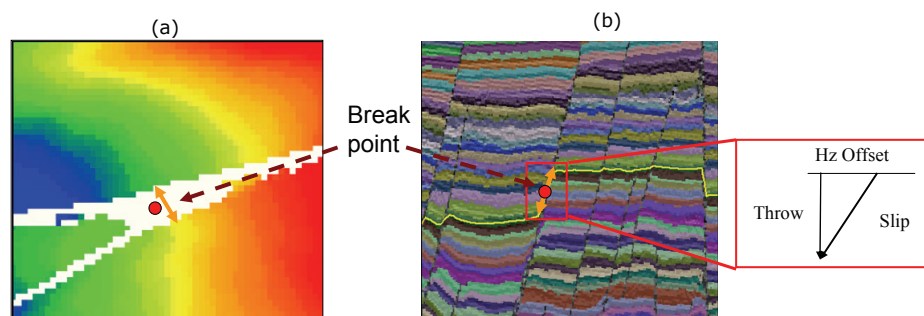 (a)
(b)
Break
point
Hz Offset
Throw
Slip